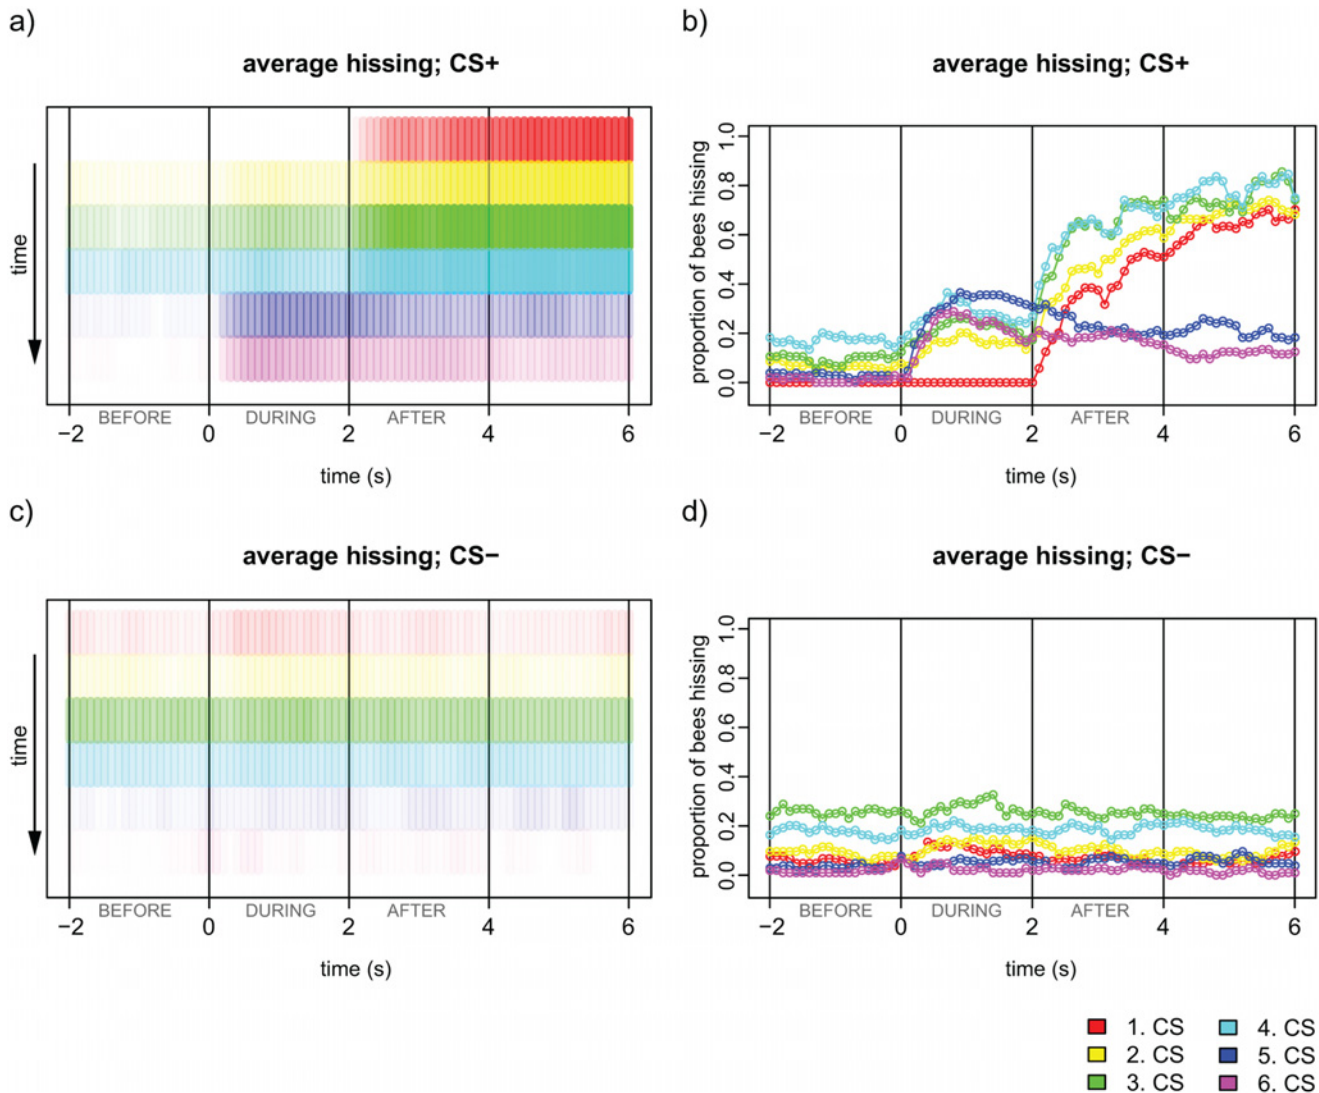 a)
average hissing; CS+
time
BEFORE DURING AFTER
−2 0 2 4 6
time (s)
b)
average hissing; CS+
proportion of bees hissing
0.0 0.2 0.4 0.6 0.8 1.0
BEFORE DURING AFTER
−2 0 2 4 6
time (s)
c)
average hissing; CS−
time
BEFORE DURING AFTER
−2 0 2 4 6
time (s)
d)
average hissing; CS−
proportion of bees hissing
0.0 0.2 0.4 0.6 0.8 1.0
BEFORE DURING AFTER
−2 0 2 4 6
time (s)
1. CS 4. CS
2. CS 5. CS
3. CS 6. CS